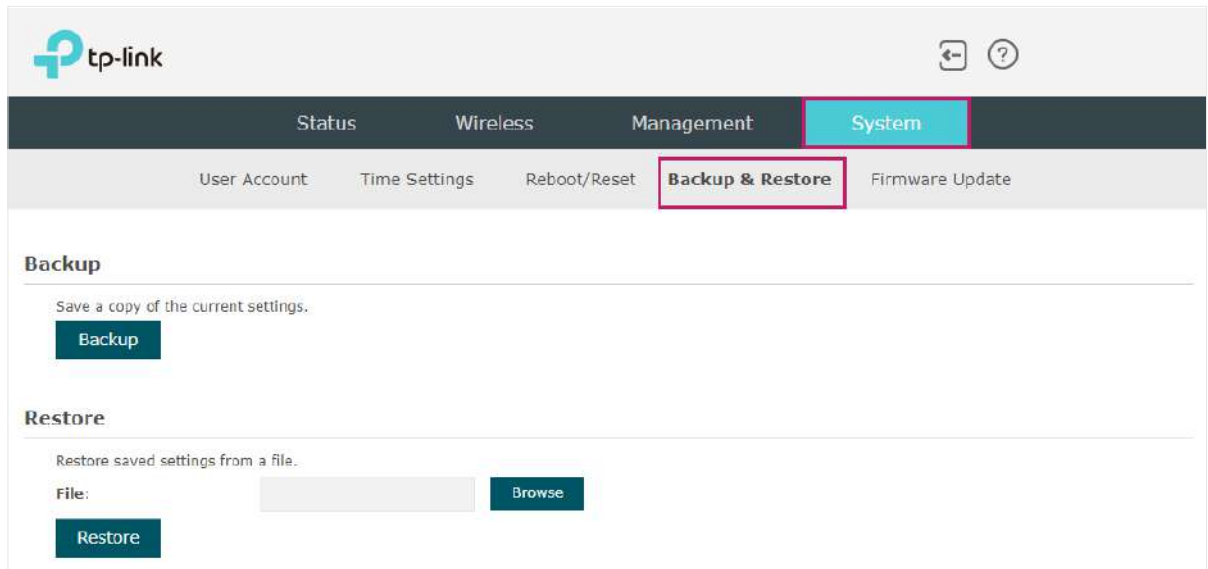 tp-link
Status Wireless Management System
User Account Time Settings Reboot/Reset Backup & Restore Firmware Update
Backup
Save a copy of the current settings.
Backup
Restore
Restore saved settings from a file.
File: Browse
Restore